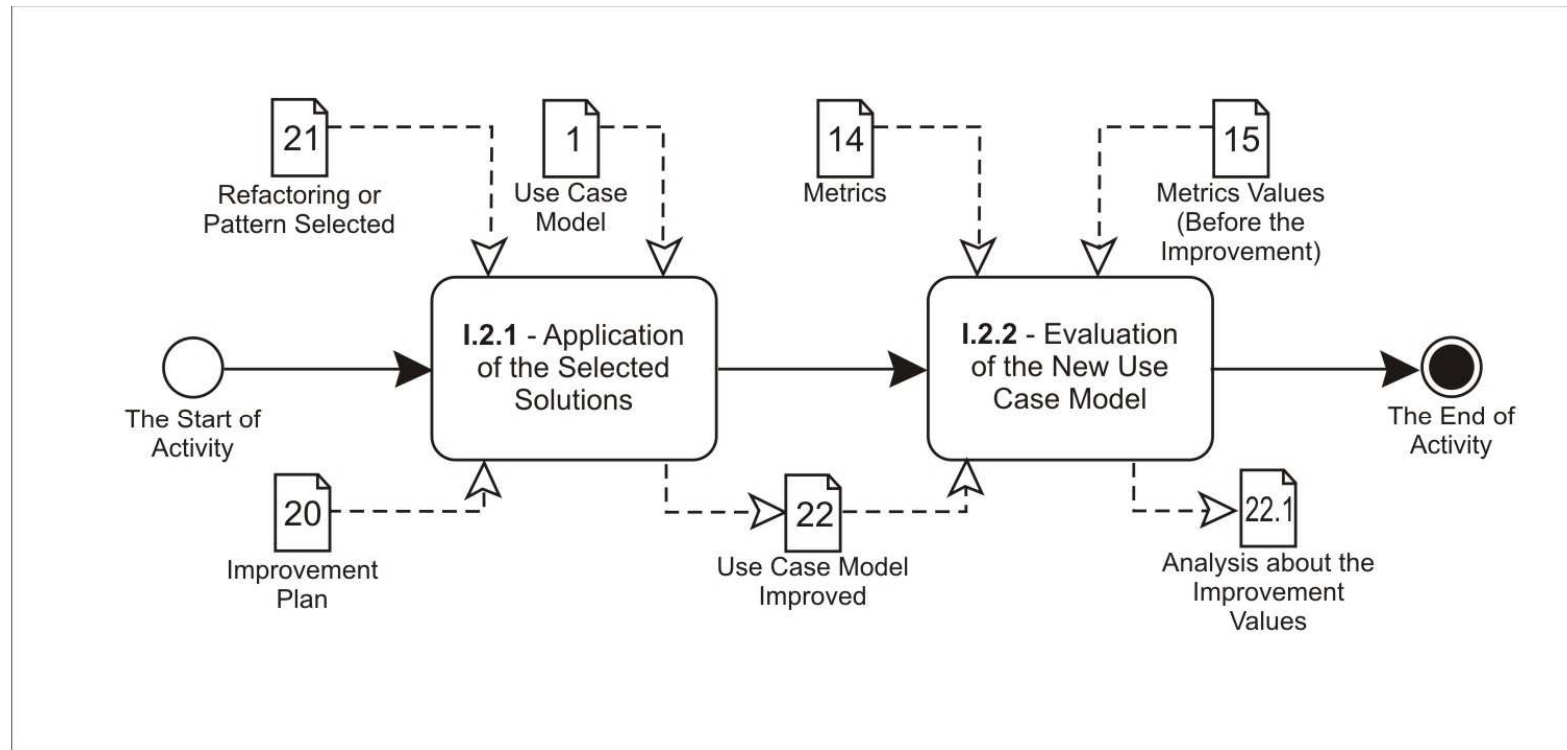 21
Refactoring or
Pattern Selected
1
Use Case
Model
14
Metrics
15
Metrics Values
(Before the
Improvement)
The Start of
Activity
I.2.1 - Application
of the Selected
Solutions
I.2.2 - Evaluation
of the New Use
Case Model
The End of
Activity
20
Improvement
Plan
22
Use Case Model
Improved
22.1
Analysis about the
Improvement
Values